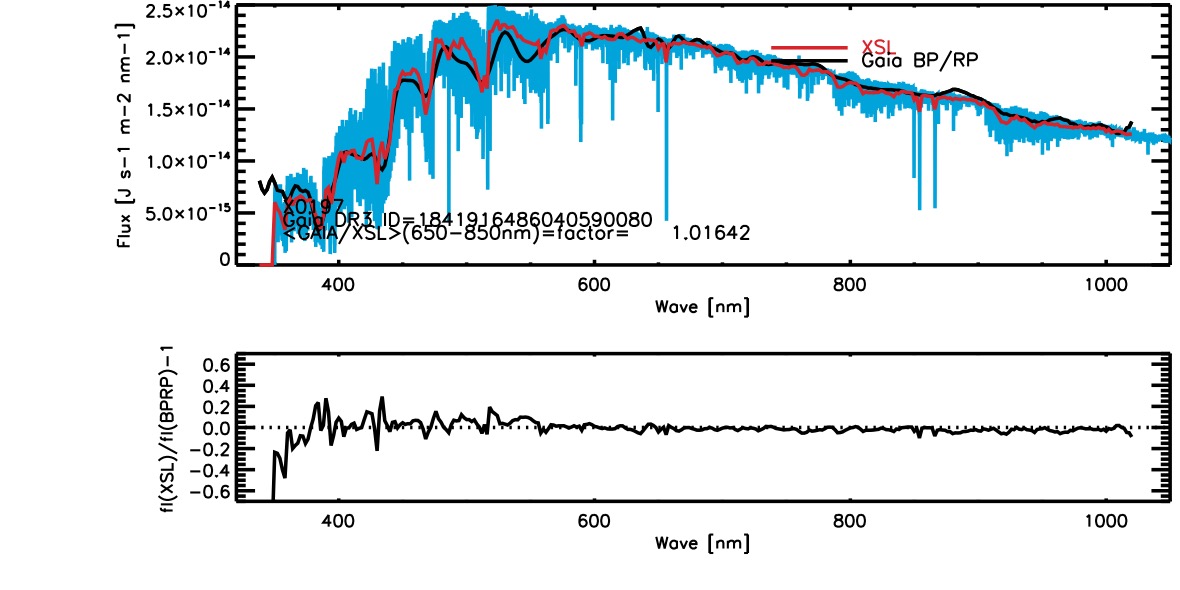 Flux [J s−1 m−2 nm−1]
2.5×10⁻¹⁴
2.0×10⁻¹⁴
1.5×10⁻¹⁴
1.0×10⁻¹⁴
5.0×10⁻¹⁵
0
XSL
Gaia BP/RP
X0197
Gaia DR3 ID=1841916486040590080
<GAIA/XSL>(650−850nm)=factor= 1.01642
400 600 800 1000
Wave [nm]
fl(XSL)/fl(BPRP)−1
0.6
0.4
0.2
0.0
−0.2
−0.4
−0.6
400 600 800 1000
Wave [nm]